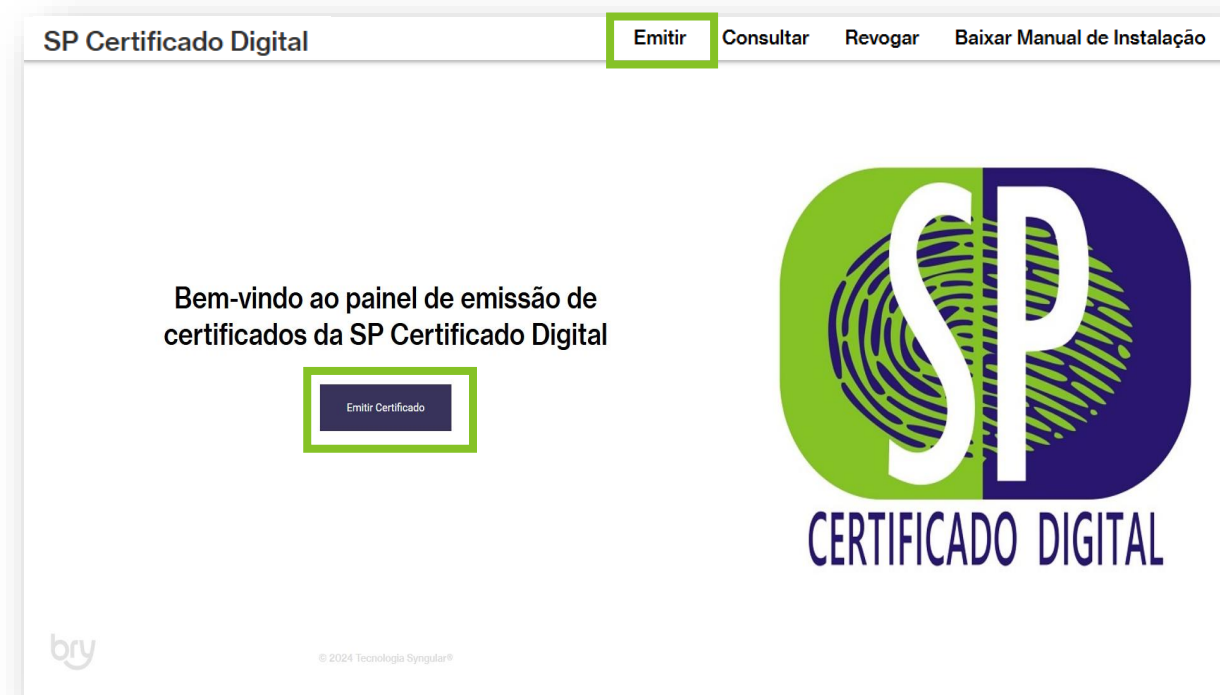 SP Certificado Digital
Emitir
Consultar
Revogar
Baixar Manual de Instalação
Bem-vindo ao painel de emissão de
certificados da SP Certificado Digital
Emitir Certificado
SP
CERTIFICADO DIGITAL
bry
© 2024 Tecnologia Syngular®